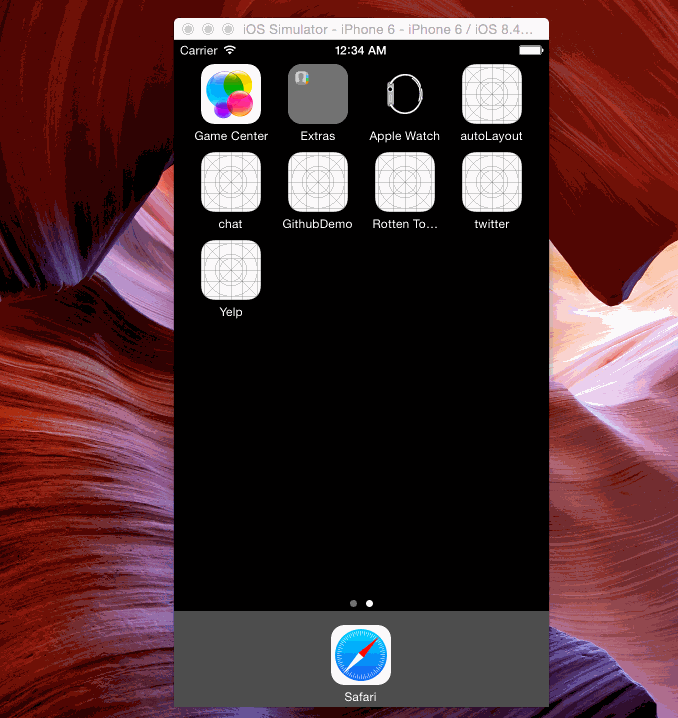 iOS Simulator - iPhone 6 - iPhone 6 / iOS 8.4...
Carrier 12:34 AM
Game Center Extras Apple Watch autoLayout
chat GithubDemo Rotten To... twitter
Yelp
Safari